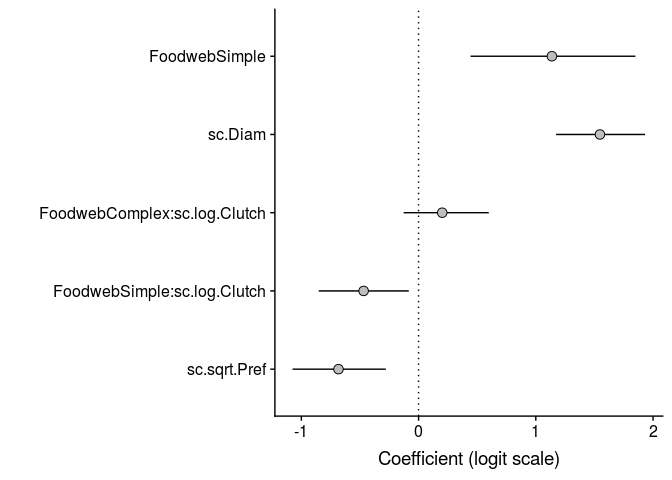 FoodwebSimple
sc.Diam
FoodwebComplex:sc.log.Clutch
FoodwebSimple:sc.log.Clutch
sc.sqrt.Pref
-1 0 1 2
Coefficient (logit scale)